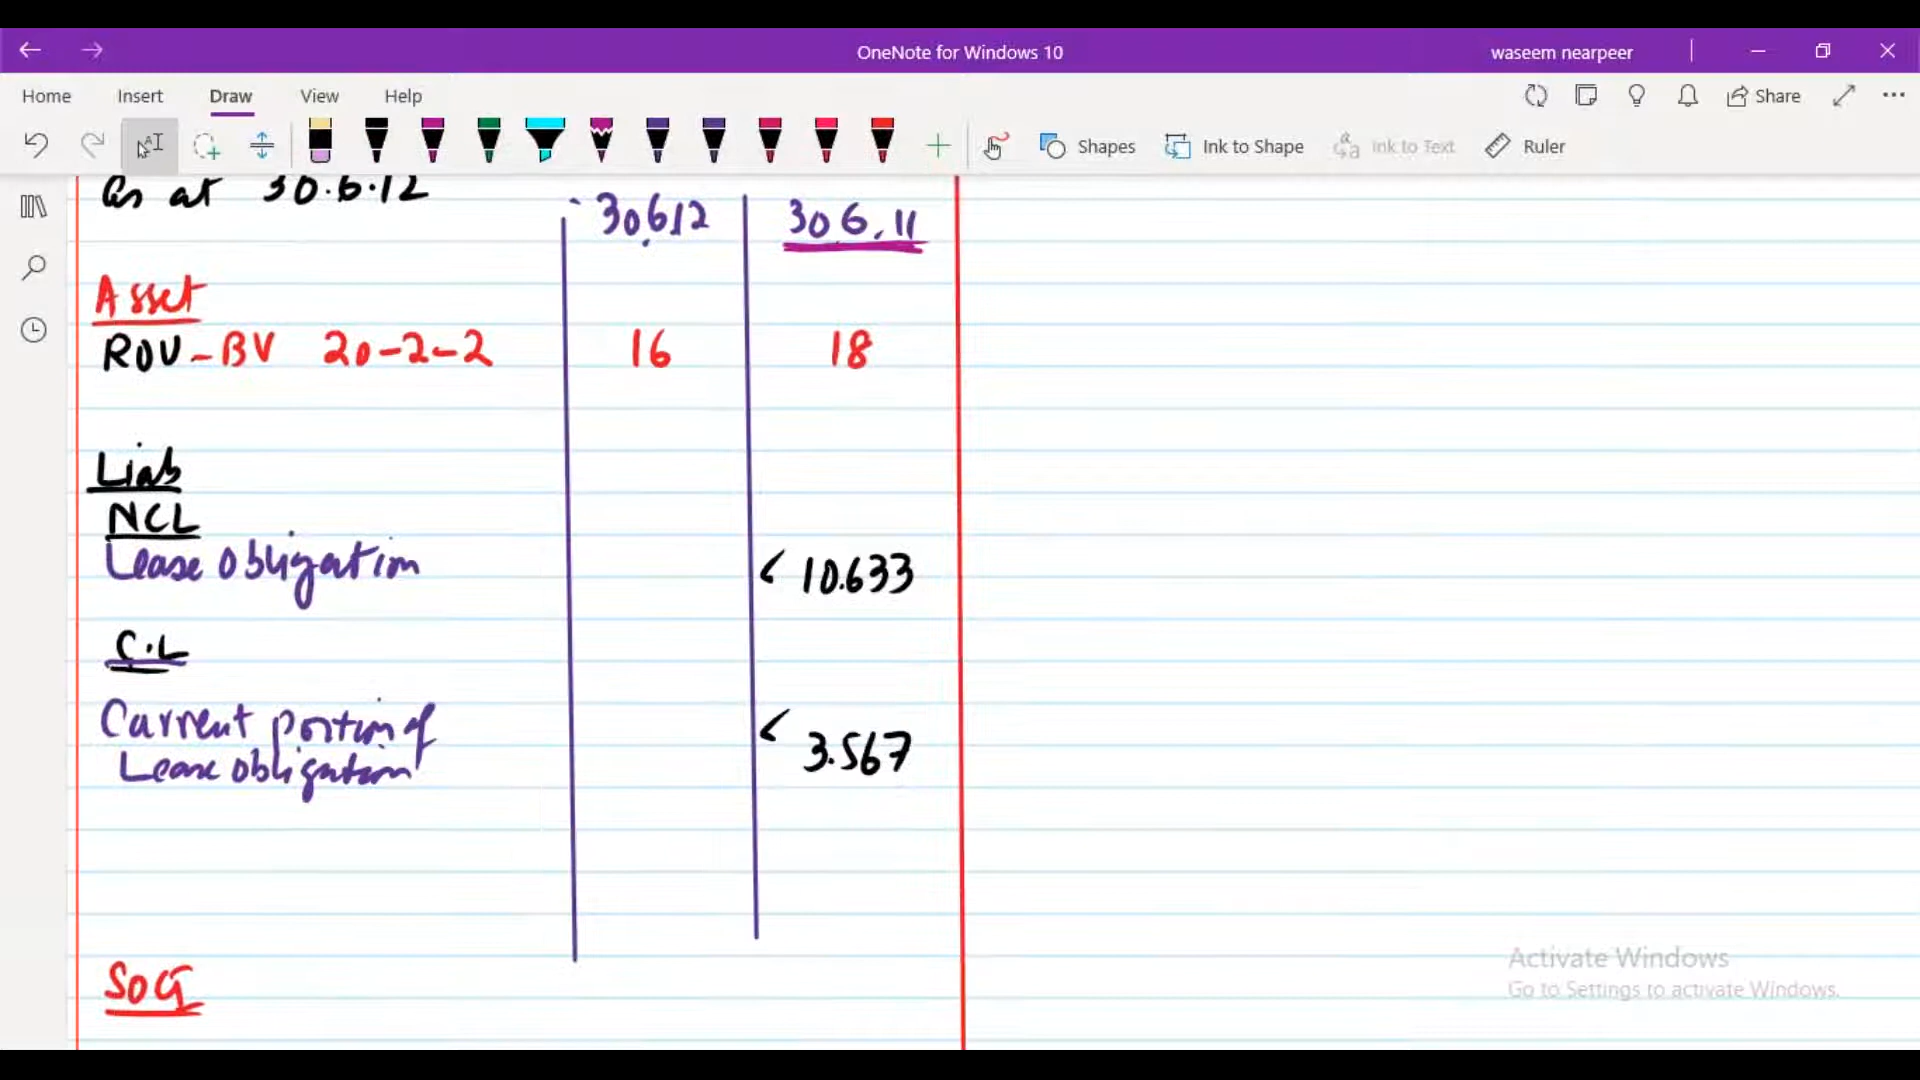 OneNote for Windows 10
waseem nearpeer
Home Insert Draw View Help
Share
Shapes Ink to Shape Ink to Text Ruler
as at 30.6.12
30.6.12 30.6.11
Asset
ROU - BV 20-2-2 16 18
Liab
NCL
Lease obligation < 10.633
C.L
Current portion of < 3.567
Lease obligation
SOCI
Activate Windows
Go to Settings to activate Windows.